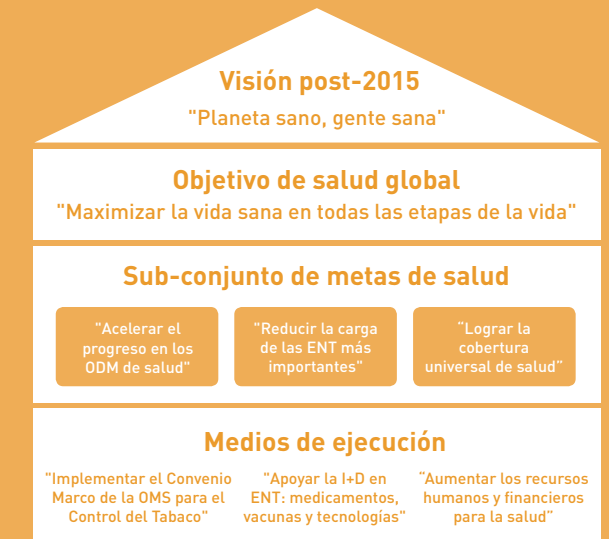 Visión post-2015
"Planeta sano, gente sana"
Objetivo de salud global
"Maximizar la vida sana en todas las etapas de la vida"
Sub-conjunto de metas de salud
"Acelerar el
progreso en los
ODM de salud"
"Reducir la carga
de las ENT más
importantes"
"Lograr la
cobertura
universal de salud"
Medios de ejecución
"Implementar el Convenio
Marco de la OMS para el
Control del Tabaco"
"Apoyar la I+D en
ENT: medicamentos,
vacunas y tecnologías"
"Aumentar los recursos
humanos y financieros
para la salud"